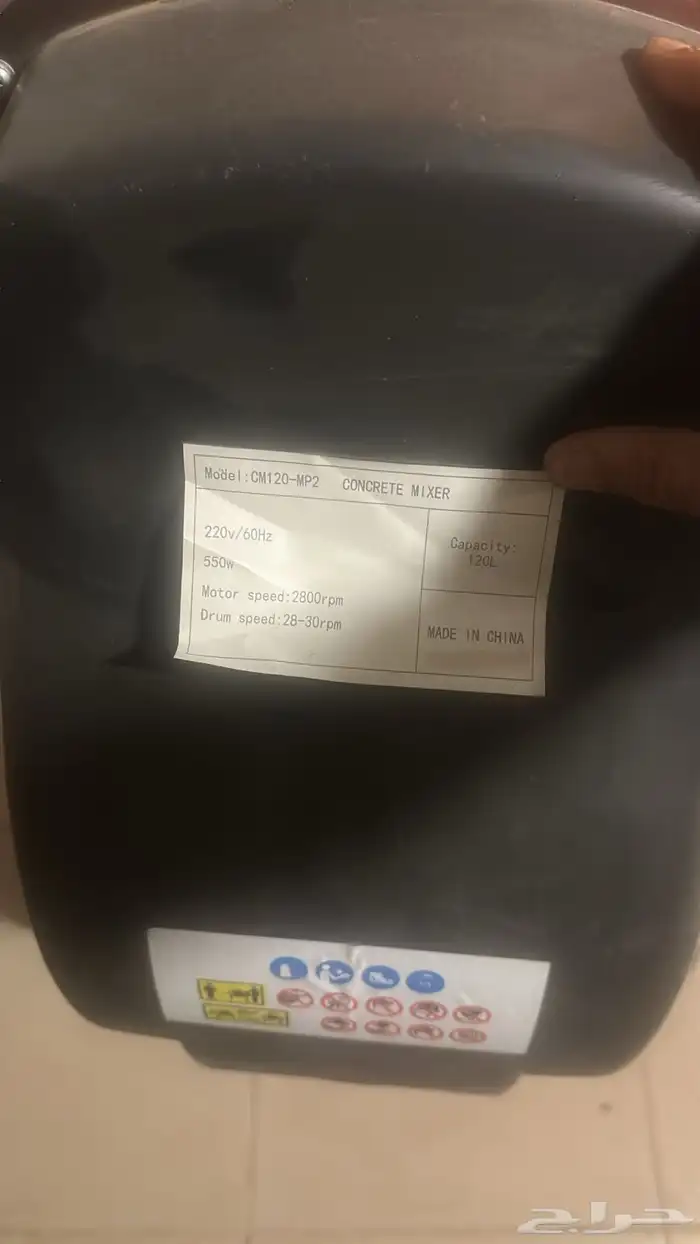 Model:CM120-MP2 CONCRETE MIXER
220v/60Hz
550w
Motor speed:2800rpm
Drum speed:28-30rpm
Capacity:
120L
MADE IN CHINA
حراج